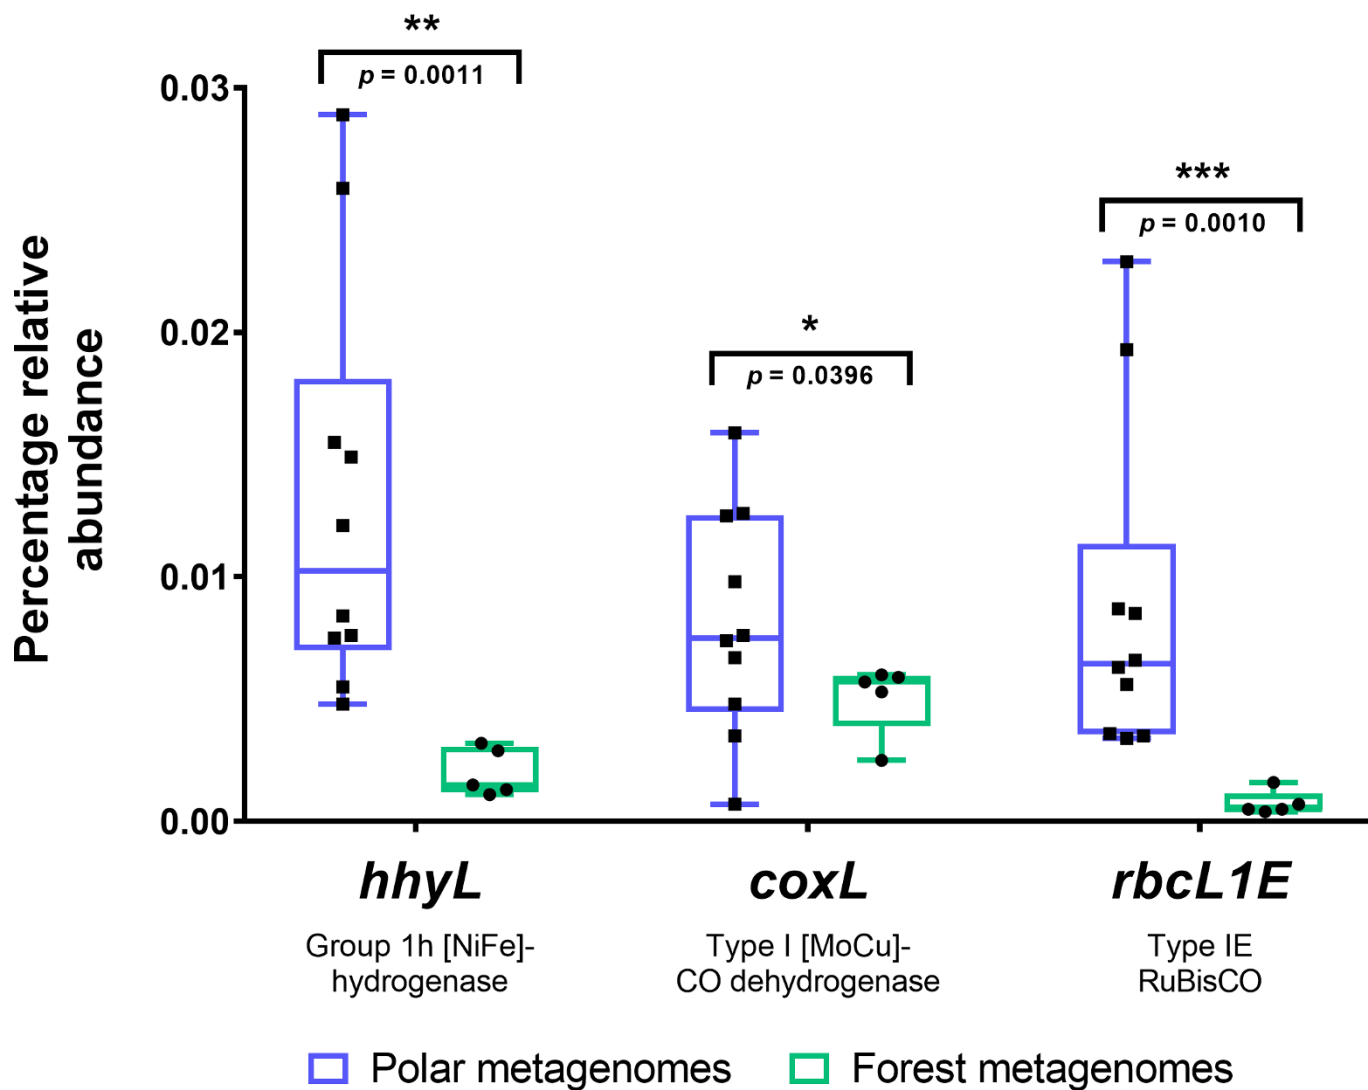 **
p = 0.0011
0.03
***
p = 0.0010
0.02
*
p = 0.0396
Percentage relative
abundance
0.01
0.00
hhyL
coxL
rbcL1E
Group 1h [NiFe]-
hydrogenase
Type I [MoCu]-
CO dehydrogenase
Type IE
RuBisCO
Polar metagenomes
Forest metagenomes